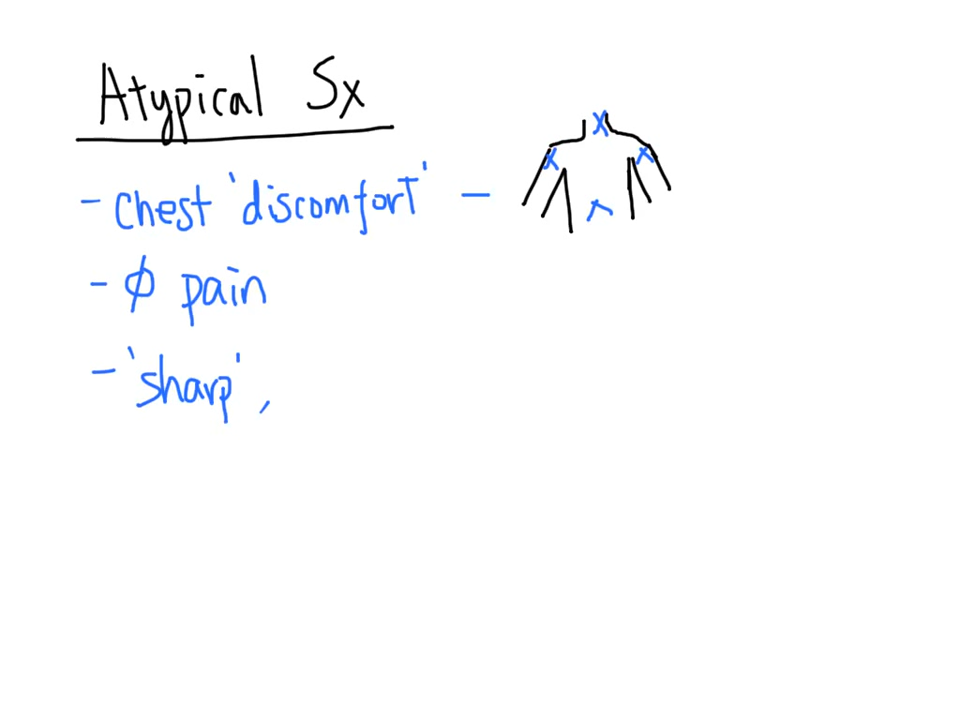 Atypical Sx
- Chest 'discomfort' -
- ϕ pain
- 'sharp',